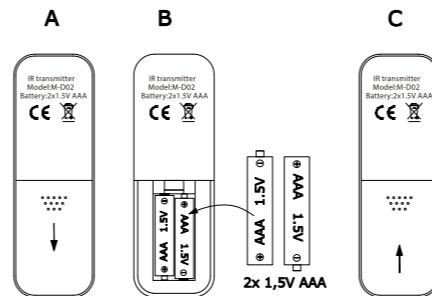 A
B
C
IR transmitter
Model:M-D02
Battery:2x1.5V AAA
CE
IR transmitter
Model:M-D02
Battery:2x1.5V AAA
CE
IR transmitter
Model:M-D02
Battery:2x1.5V AAA
CE
AAA 1.5V
AAA 1.5V
AAA 1.5V
AAA 1.5V
2x 1,5V AAA